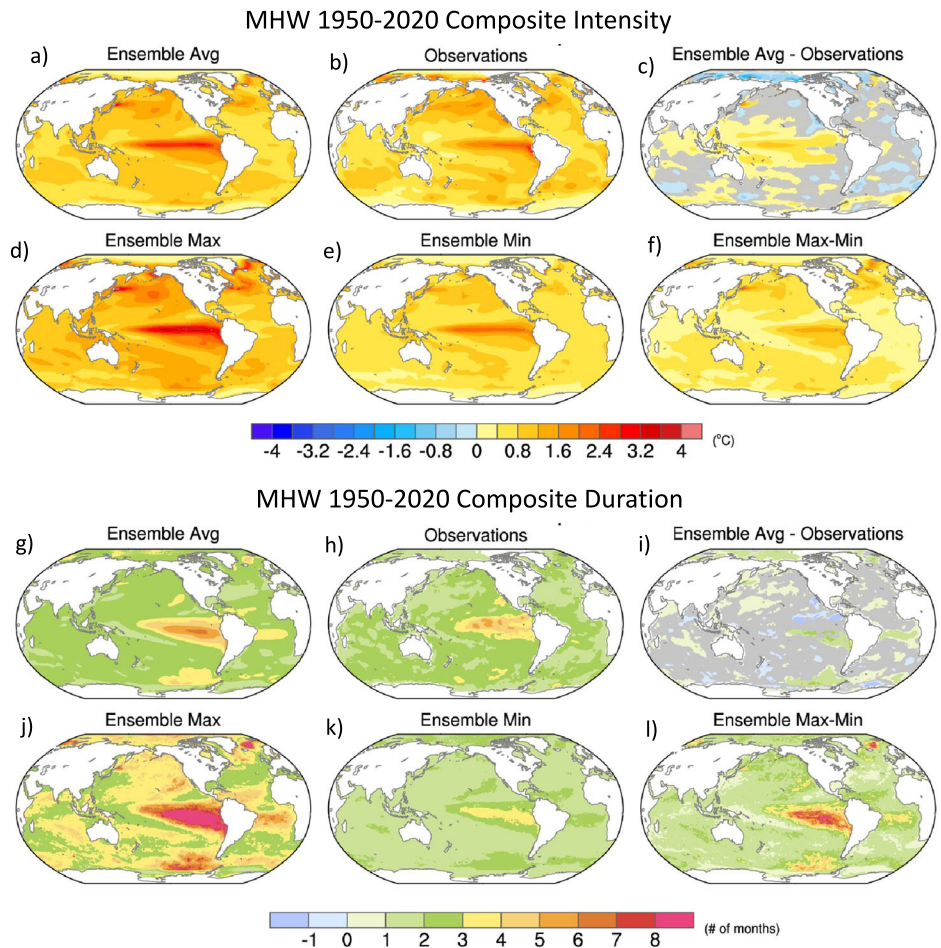 MHW 1950-2020 Composite Intensity
a) Ensemble Avg
b) Observations
c) Ensemble Avg - Observations
d) Ensemble Max
e) Ensemble Min
f) Ensemble Max-Min
-4 -3.2 -2.4 -1.6 -0.8 0 0.8 1.6 2.4 3.2 4 (°C)
MHW 1950-2020 Composite Duration
g) Ensemble Avg
h) Observations
i) Ensemble Avg - Observations
j) Ensemble Max
k) Ensemble Min
l) Ensemble Max-Min
-1 0 1 2 3 4 5 6 7 8 (# of months)